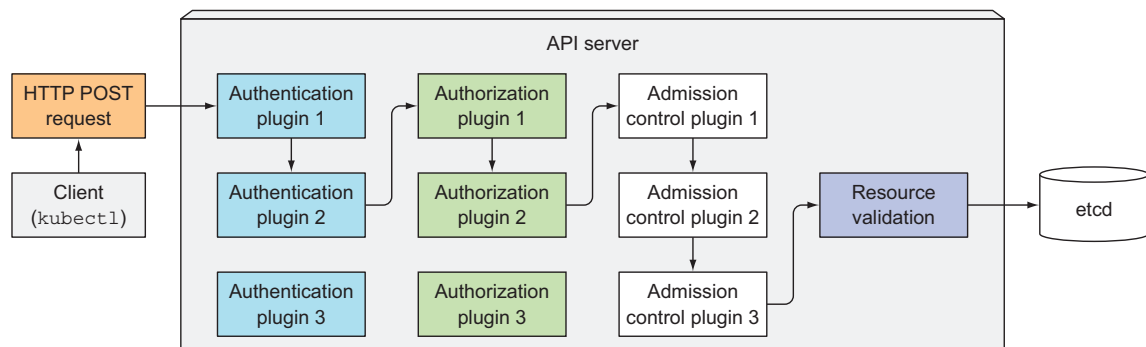 API server
HTTP POST
request
Client
(kubectl)
Authentication
plugin 1
Authentication
plugin 2
Authentication
plugin 3
Authorization
plugin 1
Authorization
plugin 2
Authorization
plugin 3
Admission
control plugin 1
Admission
control plugin 2
Admission
control plugin 3
Resource
validation
etcd